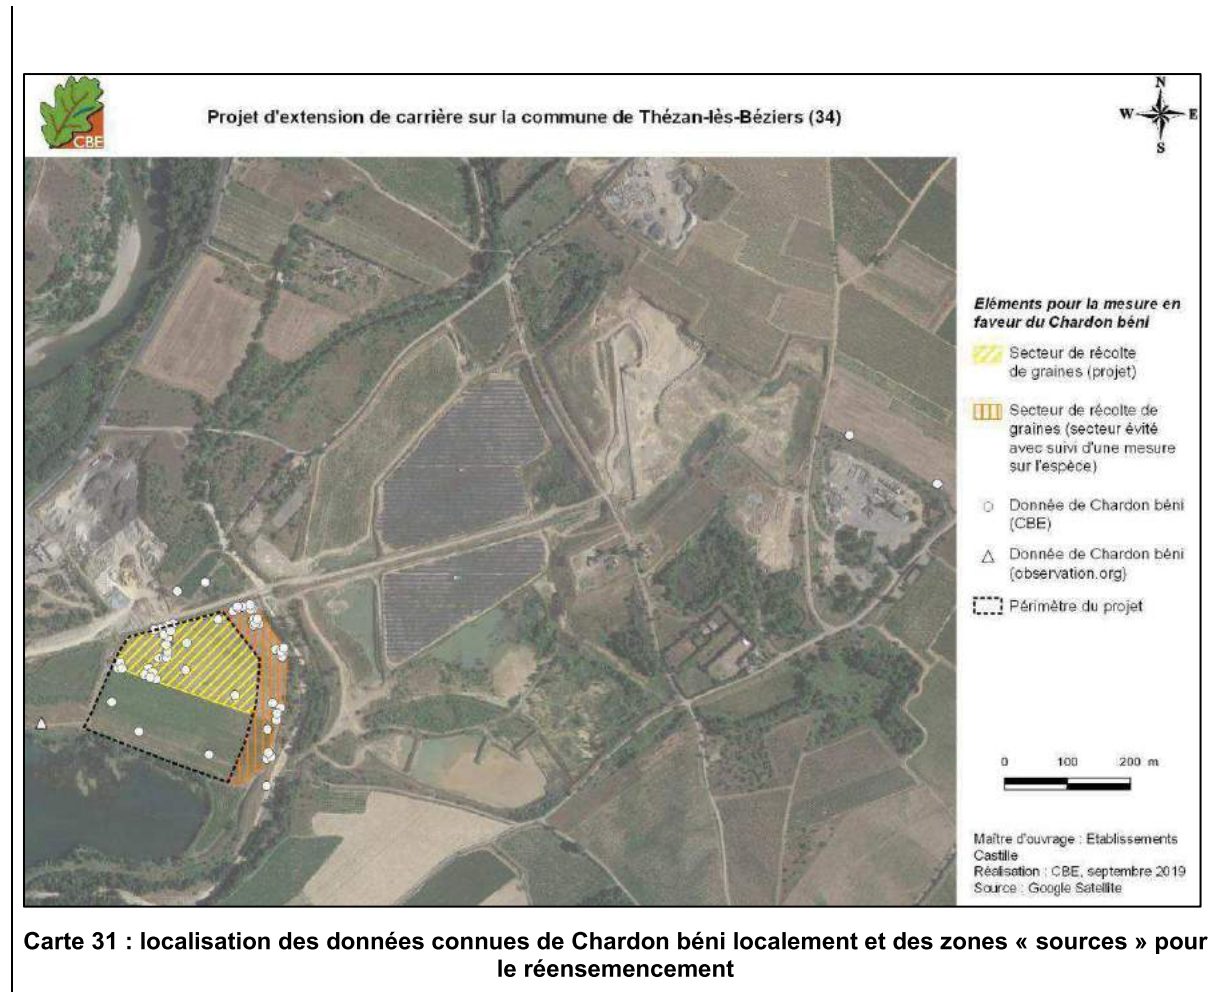 CBE
Projet d'extension de carrière sur la commune de Thézan-lès-Béziers (34)
N
W E
S
Eléments pour la mesure en
faveur du Chardon béni
Secteur de récolte
de graines (projet)
Secteur de récolte de
graines (secteur évité
avec suivi d'une mesure
sur l'espèce)
Donnée de Chardon béni
(CBE)
Donnée de Chardon béni
(observation.org)
Périmètre du projet
0 100 200 m
Maître d'ouvrage : Etablissements
Castille
Réalisation : CBE, septembre 2019
Source : Google Satellite
Carte 31 : localisation des données connues de Chardon béni localement et des zones « sources » pour
le réensemencement